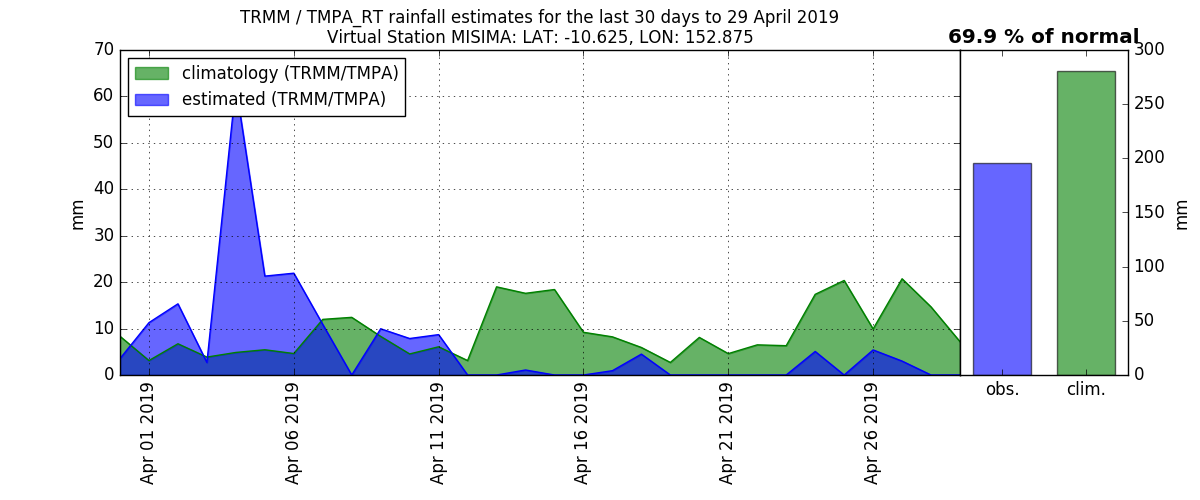 TRMM / TMPA_RT rainfall estimates for the last 30 days to 29 April 2019
Virtual Station MISIMA: LAT: -10.625, LON: 152.875
69.9 % of normal
climatology (TRMM/TMPA)
estimated (TRMM/TMPA)
70
60
50
40
30
20
10
0
mm
Apr 01 2019
Apr 06 2019
Apr 11 2019
Apr 16 2019
Apr 21 2019
Apr 26 2019
300
250
200
150
100
50
0
mm
obs.
clim.